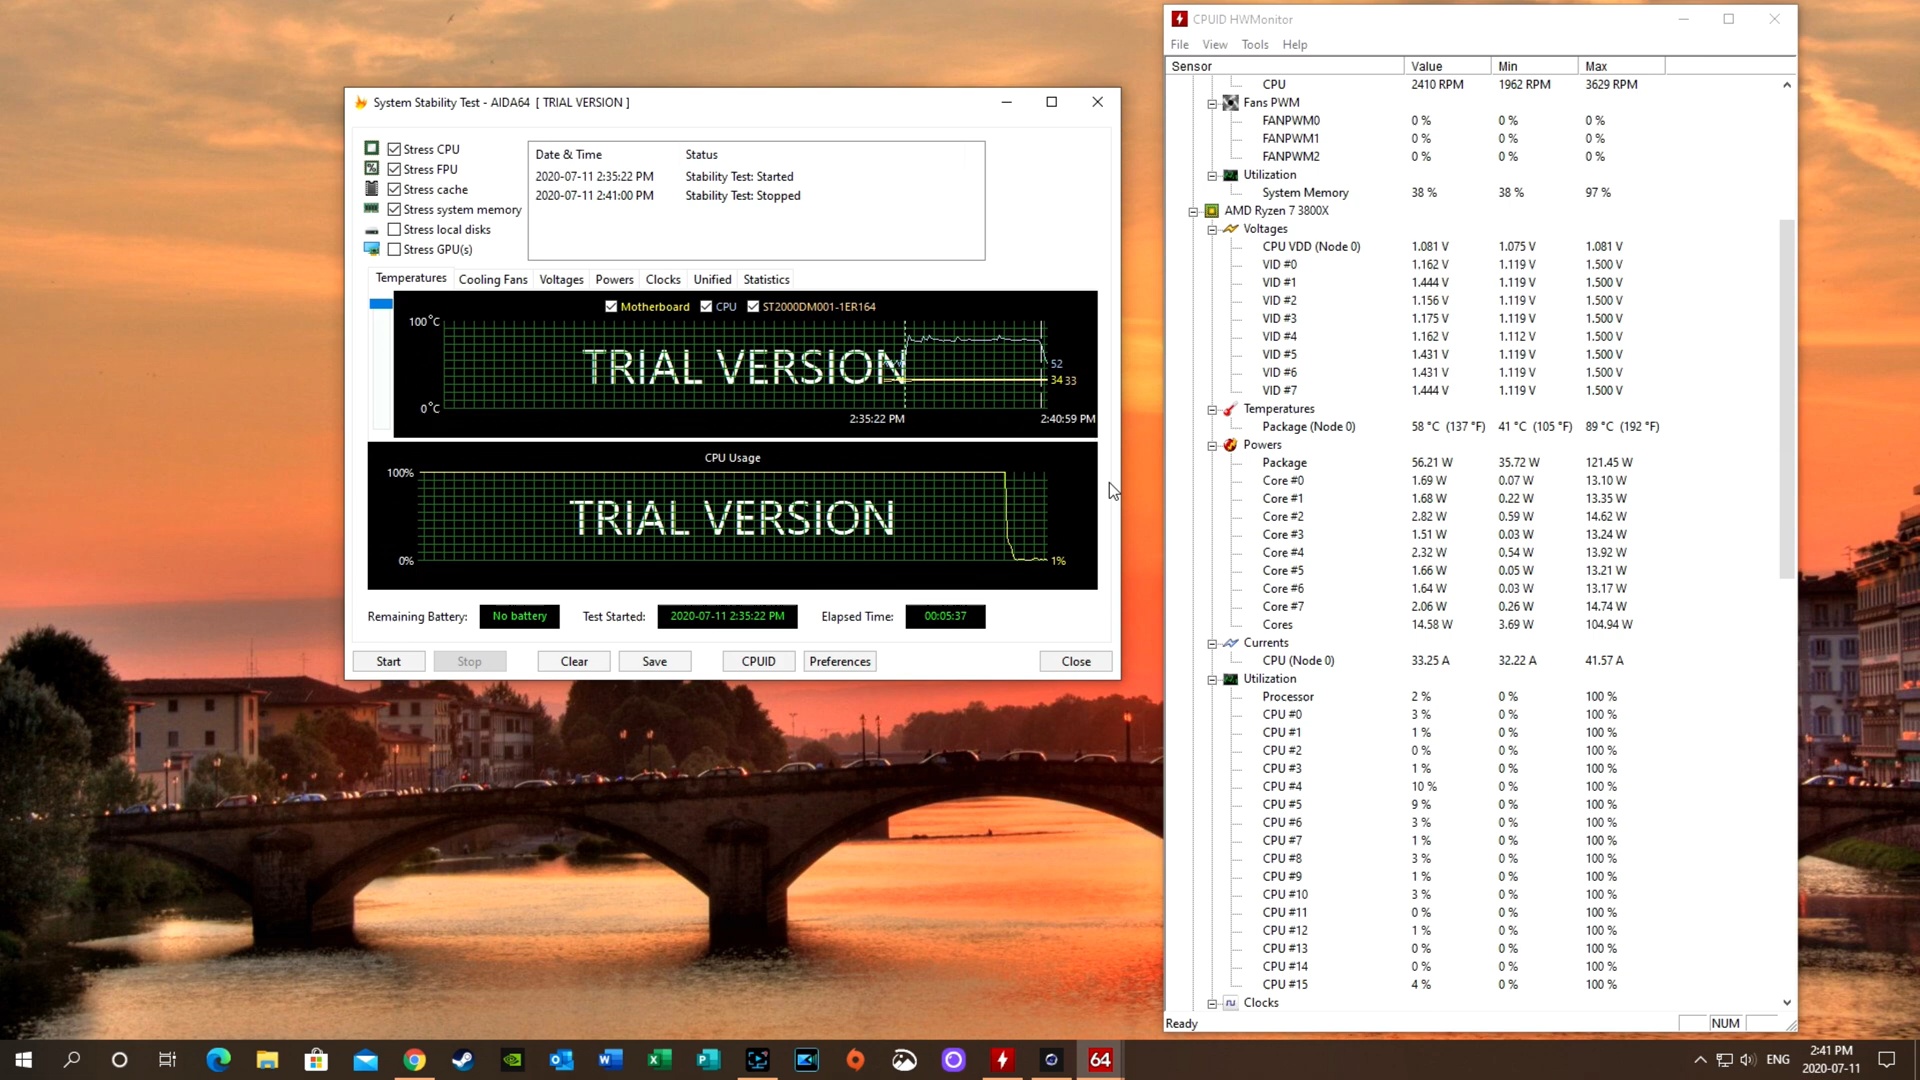 System Stability Test - AIDA64 [ TRIAL VERSION ]
Stress CPU
Stress FPU
Stress cache
Stress system memory
Stress local disks
Stress GPU(s)
Date & Time Status
2020-07-11 2:35:22 PM Stability Test: Started
2020-07-11 2:41:00 PM Stability Test: Stopped
Temperatures Cooling Fans Voltages Powers Clocks Unified Statistics
Motherboard CPU ST2000DM001-1ER164
100°C
TRIAL VERSION
52
34 33
0°C
2:35:22 PM 2:40:59 PM
CPU Usage
100%
TRIAL VERSION
0% 1%
Remaining Battery: No battery Test Started: 2020-07-11 2:35:22 PM Elapsed Time: 00:05:37
Start Stop Clear Save CPUID Preferences Close
CPUID HWMonitor
File View Tools Help
Sensor Value Min Max
CPU 2410 RPM 1962 RPM 3629 RPM
Fans PWM
FANPWM0 0 % 0 % 0 %
FANPWM1 0 % 0 % 0 %
FANPWM2 0 % 0 % 0 %
Utilization
System Memory 38 % 38 % 97 %
AMD Ryzen 7 3800X
Voltages
CPU VDD (Node 0) 1.081 V 1.075 V 1.081 V
VID #0 1.162 V 1.119 V 1.500 V
VID #1 1.444 V 1.119 V 1.500 V
VID #2 1.156 V 1.119 V 1.500 V
VID #3 1.175 V 1.119 V 1.500 V
VID #4 1.162 V 1.112 V 1.500 V
VID #5 1.431 V 1.119 V 1.500 V
VID #6 1.431 V 1.119 V 1.500 V
VID #7 1.444 V 1.119 V 1.500 V
Temperatures
Package (Node 0) 58 °C (137 °F) 41 °C (105 °F) 89 °C (192 °F)
Powers
Package 56.21 W 35.72 W 121.45 W
Core #0 1.69 W 0.07 W 13.10 W
Core #1 1.68 W 0.22 W 13.35 W
Core #2 2.82 W 0.59 W 14.62 W
Core #3 1.51 W 0.03 W 13.24 W
Core #4 2.32 W 0.54 W 13.92 W
Core #5 1.66 W 0.05 W 13.21 W
Core #6 1.64 W 0.03 W 13.17 W
Core #7 2.06 W 0.26 W 14.74 W
Cores 14.58 W 3.69 W 104.94 W
Currents
CPU (Node 0) 33.25 A 32.22 A 41.57 A
Utilization
Processor 2 % 0 % 100 %
CPU #0 3 % 0 % 100 %
CPU #1 1 % 0 % 100 %
CPU #2 0 % 0 % 100 %
CPU #3 1 % 0 % 100 %
CPU #4 10 % 0 % 100 %
CPU #5 9 % 0 % 100 %
CPU #6 3 % 0 % 100 %
CPU #7 1 % 0 % 100 %
CPU #8 3 % 0 % 100 %
CPU #9 1 % 0 % 100 %
CPU #10 3 % 0 % 100 %
CPU #11 0 % 0 % 100 %
CPU #12 1 % 0 % 100 %
CPU #13 0 % 0 % 100 %
CPU #14 0 % 0 % 100 %
CPU #15 4 % 0 % 100 %
Clocks
Ready NUM
64 ENG 2:41 PM
2020-07-11